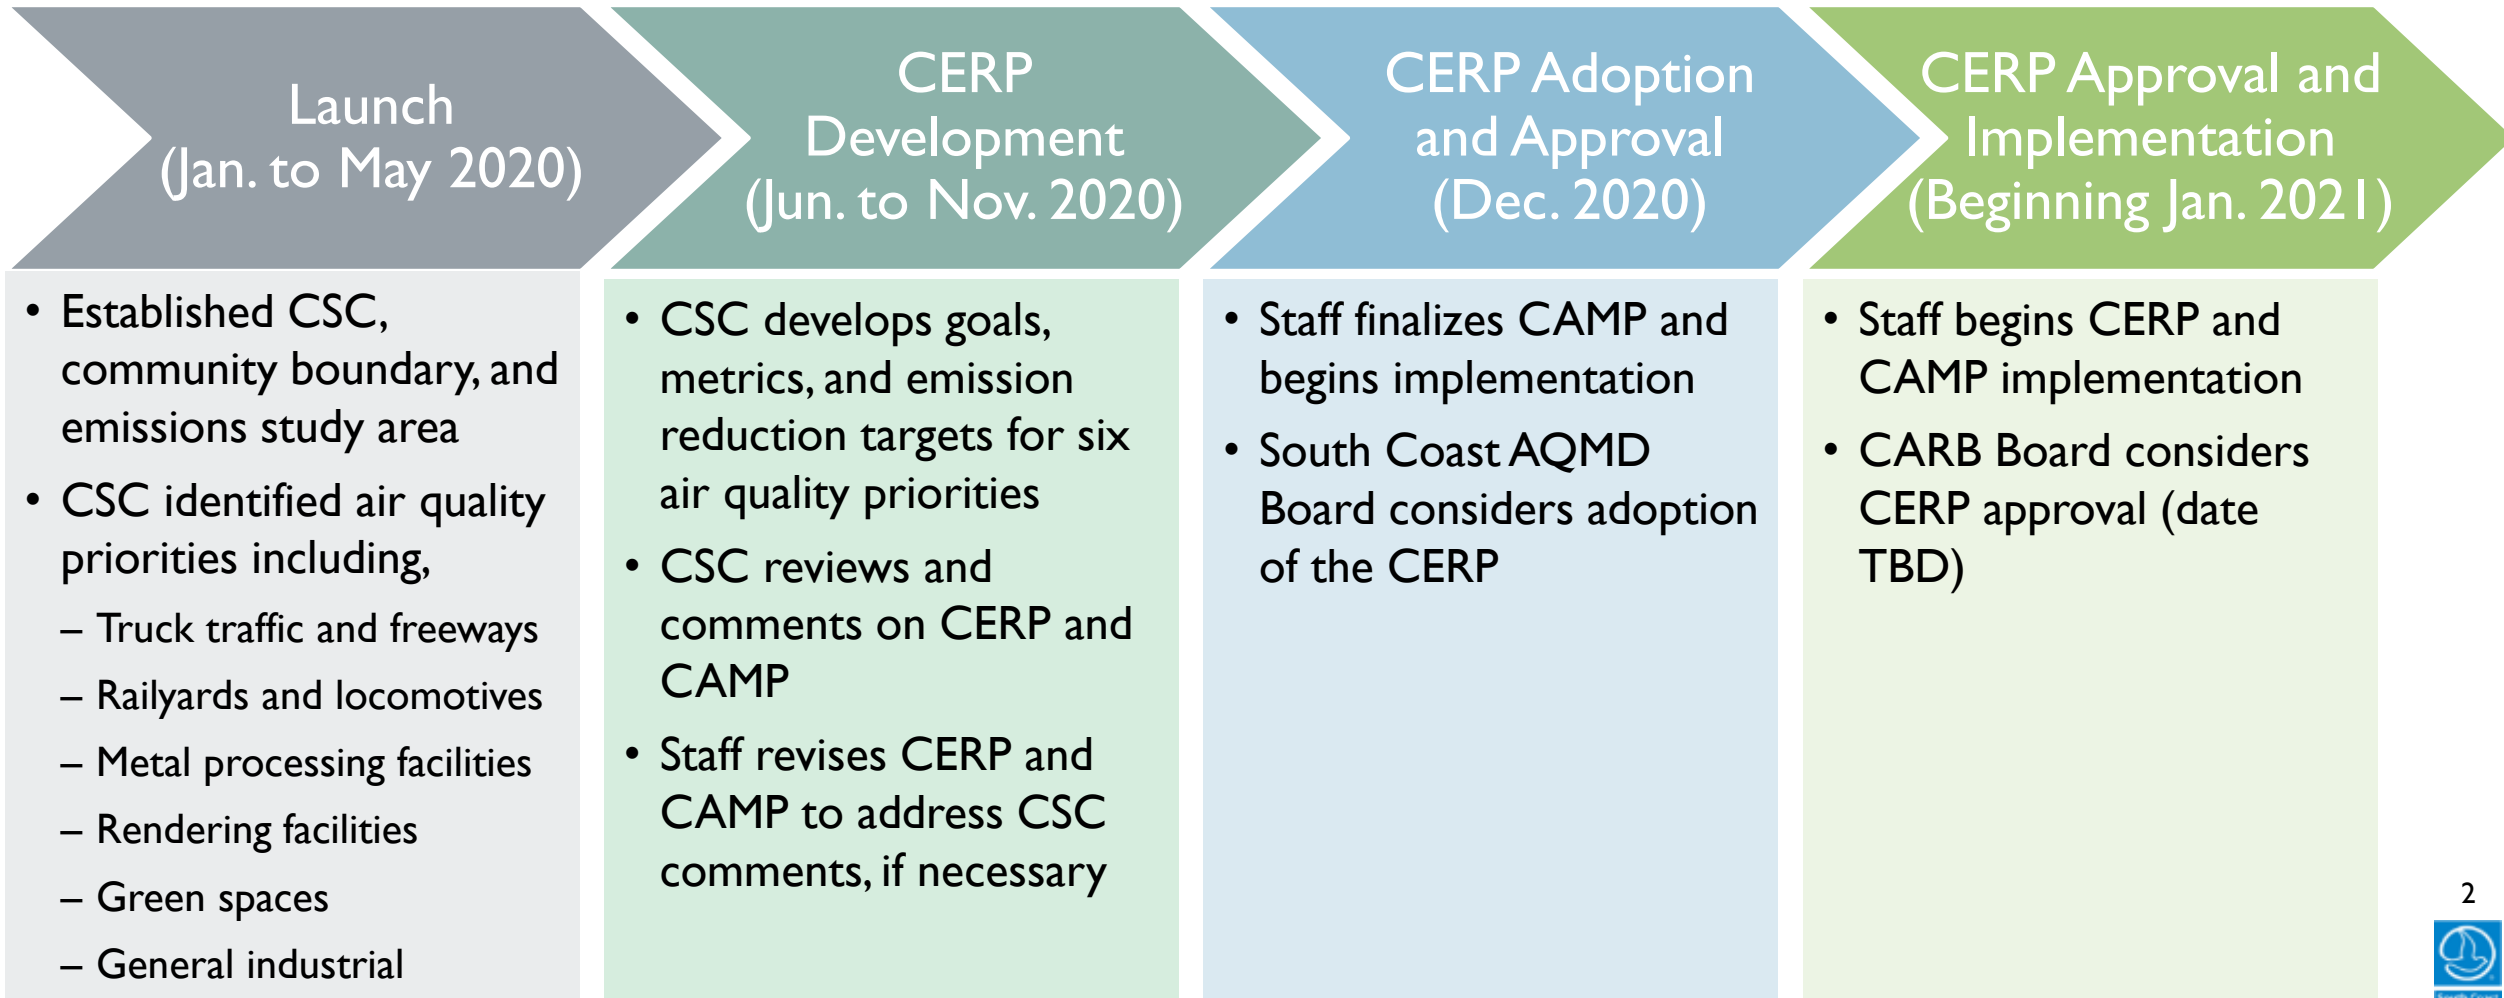 Launch
(Jan. to May 2020)
• Established CSC,
community boundary, and
emissions study area
• CSC identified air quality
priorities including,
– Truck traffic and freeways
– Railyards and locomotives
– Metal processing facilities
– Rendering facilities
– Green spaces
– General industrial
CERP
Development
(Jun. to Nov. 2020)
• CSC develops goals,
metrics, and emission
reduction targets for six
air quality priorities
• CSC reviews and
comments on CERP and
CAMP
• Staff revises CERP and
CAMP to address CSC
comments, if necessary
CERP Adoption
and Approval
(Dec. 2020)
• Staff finalizes CAMP and
begins implementation
• South Coast AQMD
Board considers adoption
of the CERP
CERP Approval and
Implementation
(Beginning Jan. 2021)
• Staff begins CERP and
CAMP implementation
• CARB Board considers
CERP approval (date
TBD)
2
South Coast